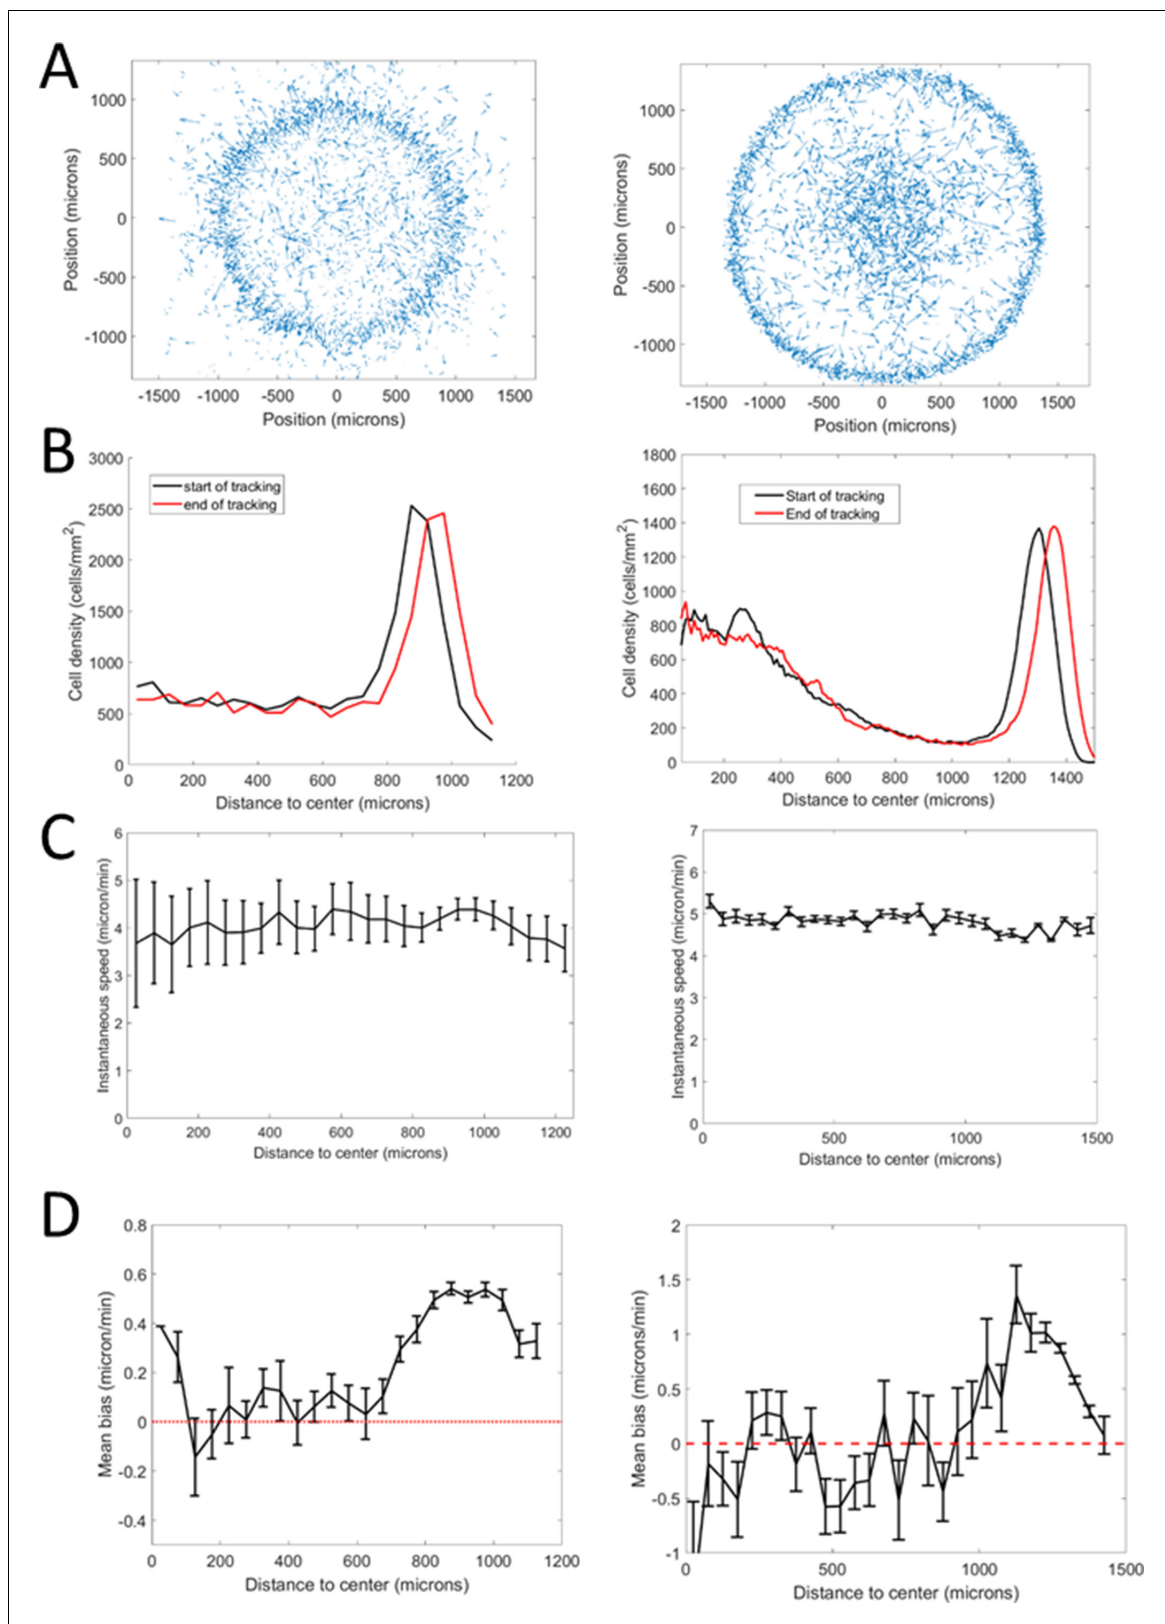 A
1000
500
0
-500
-1000
Position (microns)
-1500 -1000 -500 0 500 1000 1500
Position (microns)
1000
500
0
-500
-1000
Position (microns)
-1500 -1000 -500 0 500 1000 1500
Position (microns)
B
3000
2500
2000
1500
1000
500
0
Cell density (cells/mm²)
start of tracking
end of tracking
0 200 400 600 800 1000 1200
Distance to center (microns)
1800
1600
1400
1200
1000
800
600
400
200
0
Cell density (cells/mm²)
Start of tracking
End of tracking
200 400 600 800 1000 1200 1400
Distance to center (microns)
C
6
5
4
3
2
1
0
Instantaneous speed (micron/min)
0 200 400 600 800 1000 1200
Distance to center (microns)
7
6
5
4
3
2
1
0
Instantaneous speed (micron/min)
0 500 1000 1500
Distance to center (microns)
D
0.8
0.6
0.4
0.2
0
-0.2
-0.4
Mean bias (micron/min)
0 200 400 600 800 1000 1200
Distance to center (microns)
2
1.5
1
0.5
0
-0.5
-1
Mean bias (microns/min)
0 500 1000 1500
Distance to center (microns)